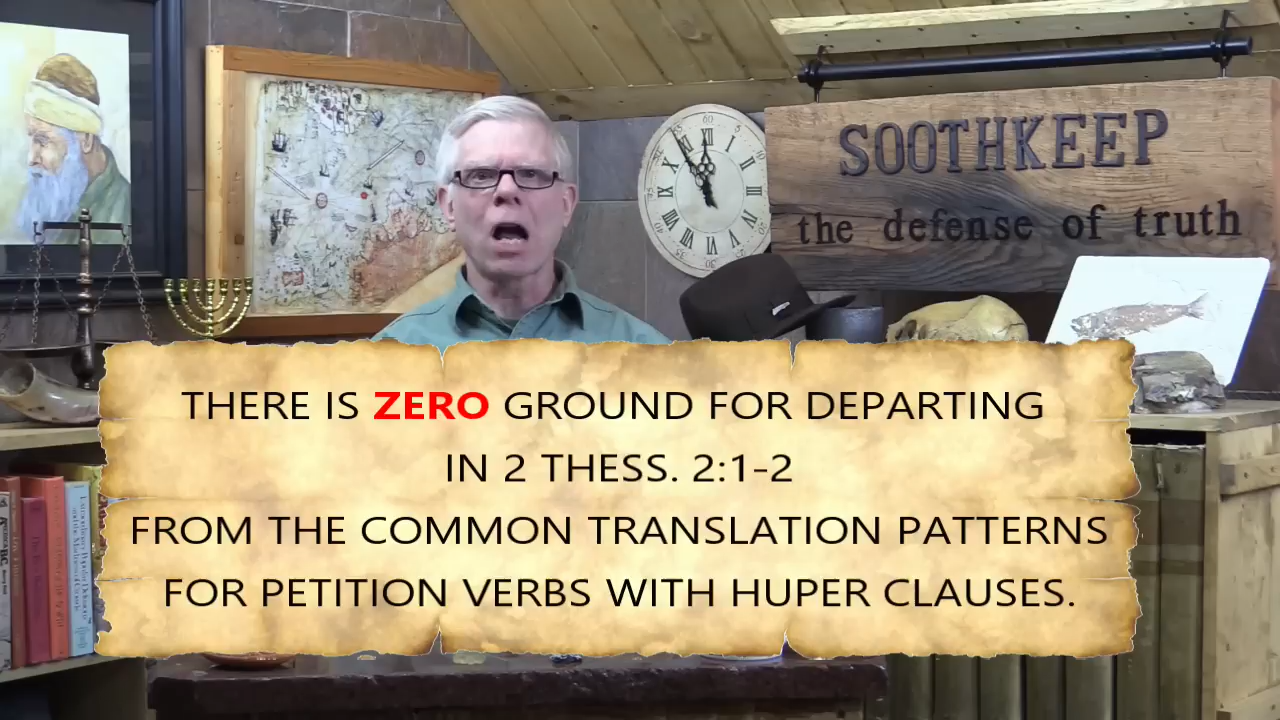 SOOTHKEEP
the defense of truth
THERE IS ZERO GROUND FOR DEPARTING
IN 2 THESS. 2:1-2
FROM THE COMMON TRANSLATION PATTERNS
FOR PETITION VERBS WITH HUPER CLAUSES.